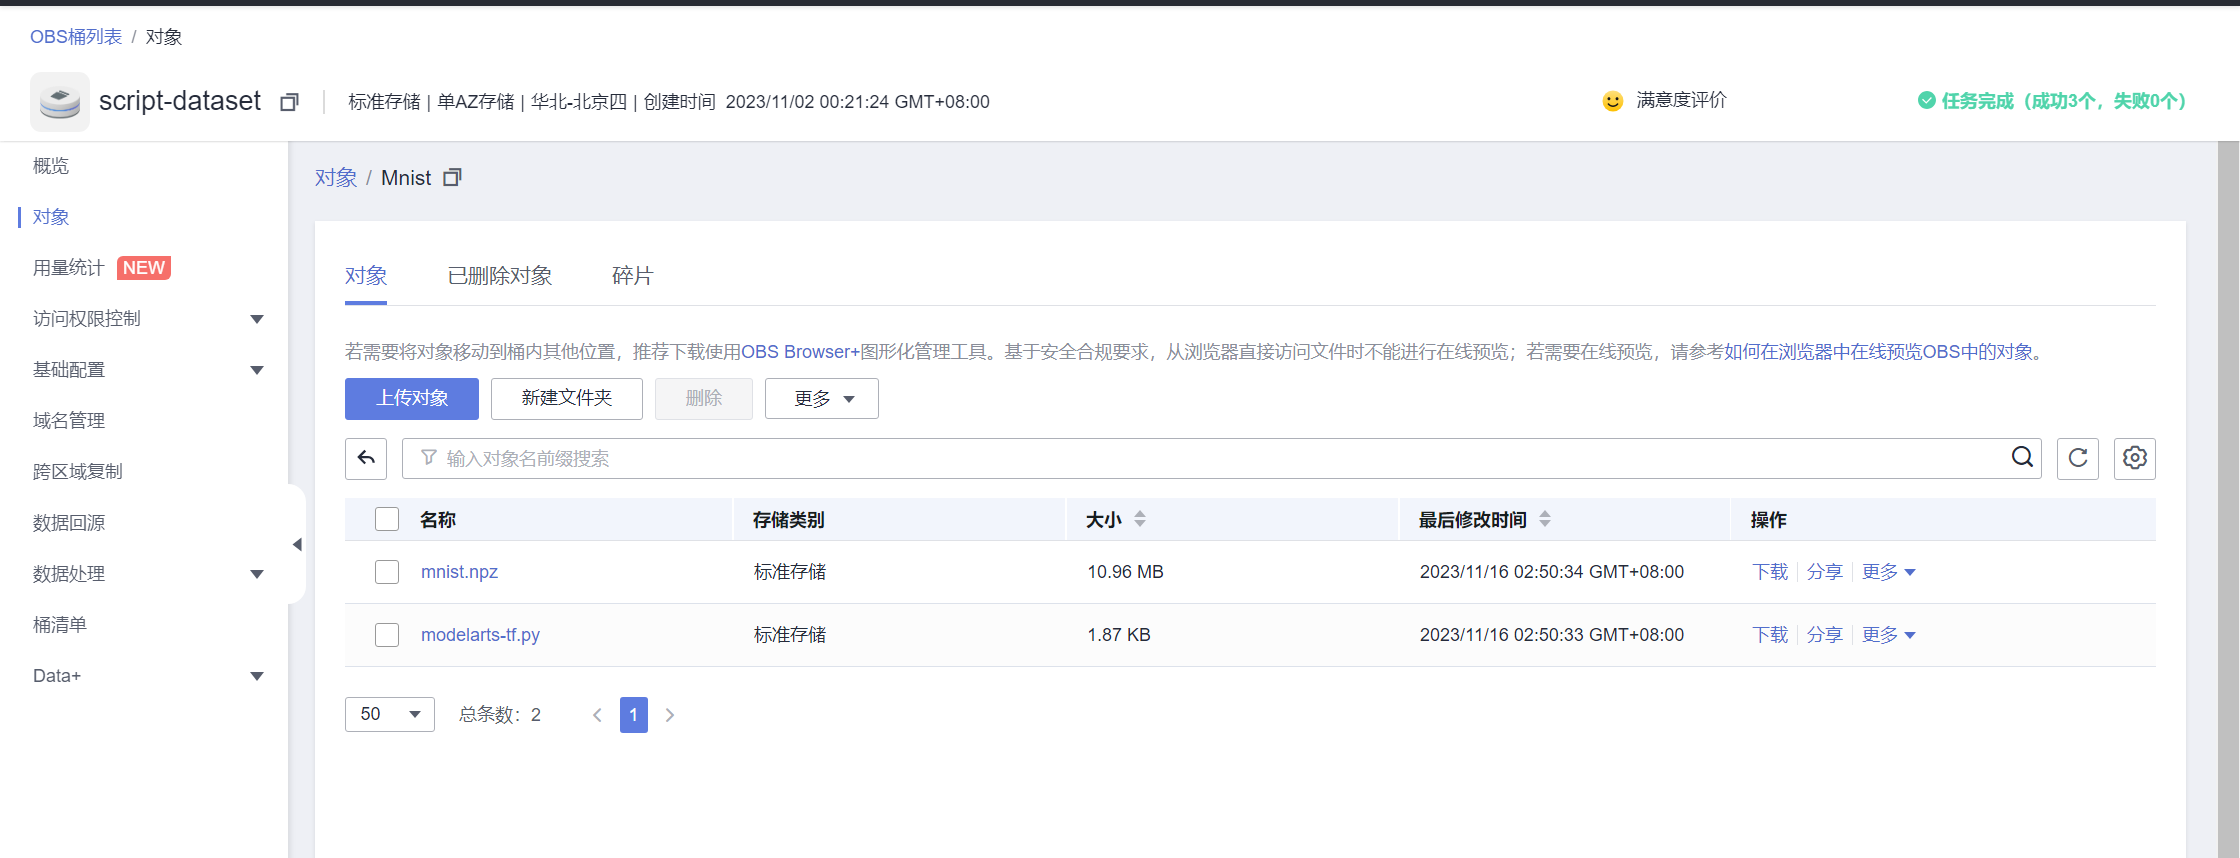 OBS桶列表 / 对象
script-dataset 标准存储 | 单AZ存储 | 华北-北京四 | 创建时间 2023/11/02 00:21:24 GMT+08:00 满意度评价 任务完成（成功3个，失败0个）
概览
对象
用量统计 NEW
访问权限控制
基础配置
域名管理
跨区域复制
数据回源
数据处理
桶清单
Data+
对象 / Mnist
对象 已删除对象 碎片
若需要将对象移动到桶内其他位置，推荐下载使用OBS Browser+图形化管理工具。基于安全合规要求，从浏览器直接访问文件时不能进行在线预览；若需要在线预览，请参考如何在浏览器中在线预览OBS中的对象。
上传对象 新建文件夹 删除 更多
输入对象名前缀搜索
名称 存储类别 大小 最后修改时间 操作
mnist.npz 标准存储 10.96 MB 2023/11/16 02:50:34 GMT+08:00 下载 分享 更多
modelarts-tf.py 标准存储 1.87 KB 2023/11/16 02:50:33 GMT+08:00 下载 分享 更多
50 总条数：2 1